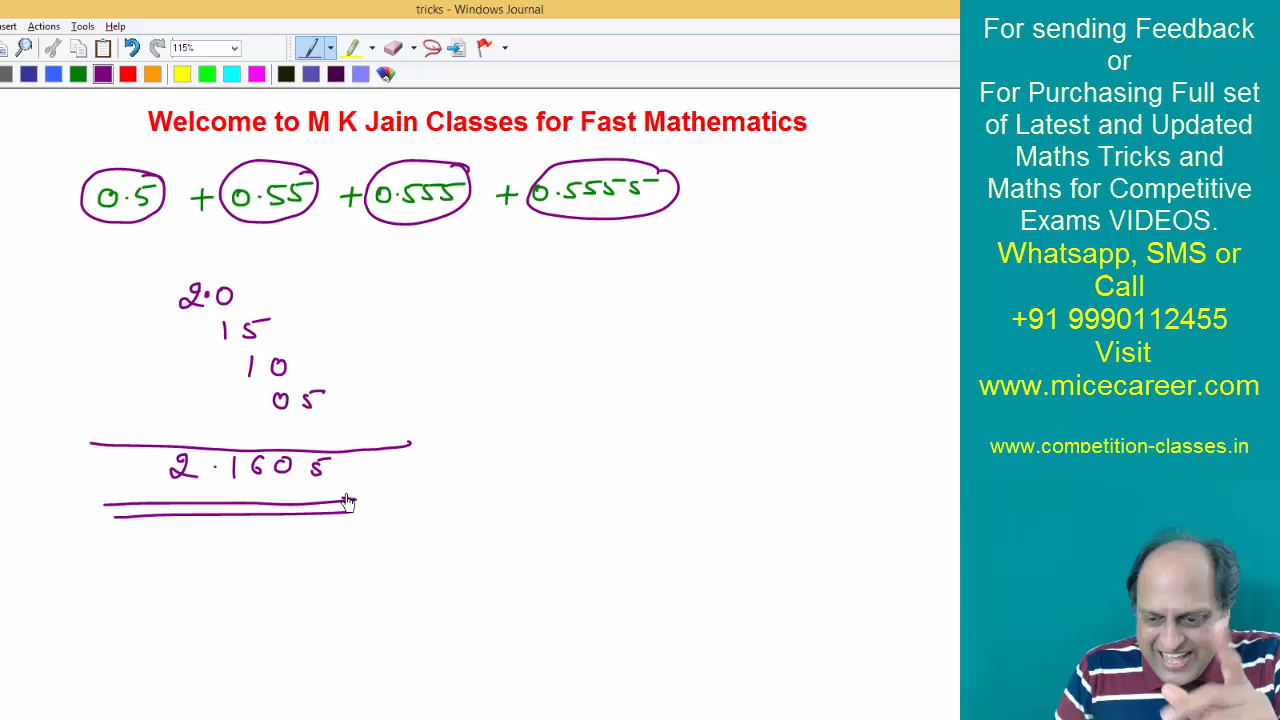 tricks - Windows Journal
nsert Actions Tools Help
115%
Welcome to M K Jain Classes for Fast Mathematics
0.5 + 0.55 + 0.555 + 0.5555
2.0
15
10
05
2.1605
For sending Feedback
or
For Purchasing Full set
of Latest and Updated
Maths Tricks and
Maths for Competitive
Exams VIDEOS.
Whatsapp, SMS or
Call
+91 9990112455
Visit
www.micecareer.com
www.competition-classes.in